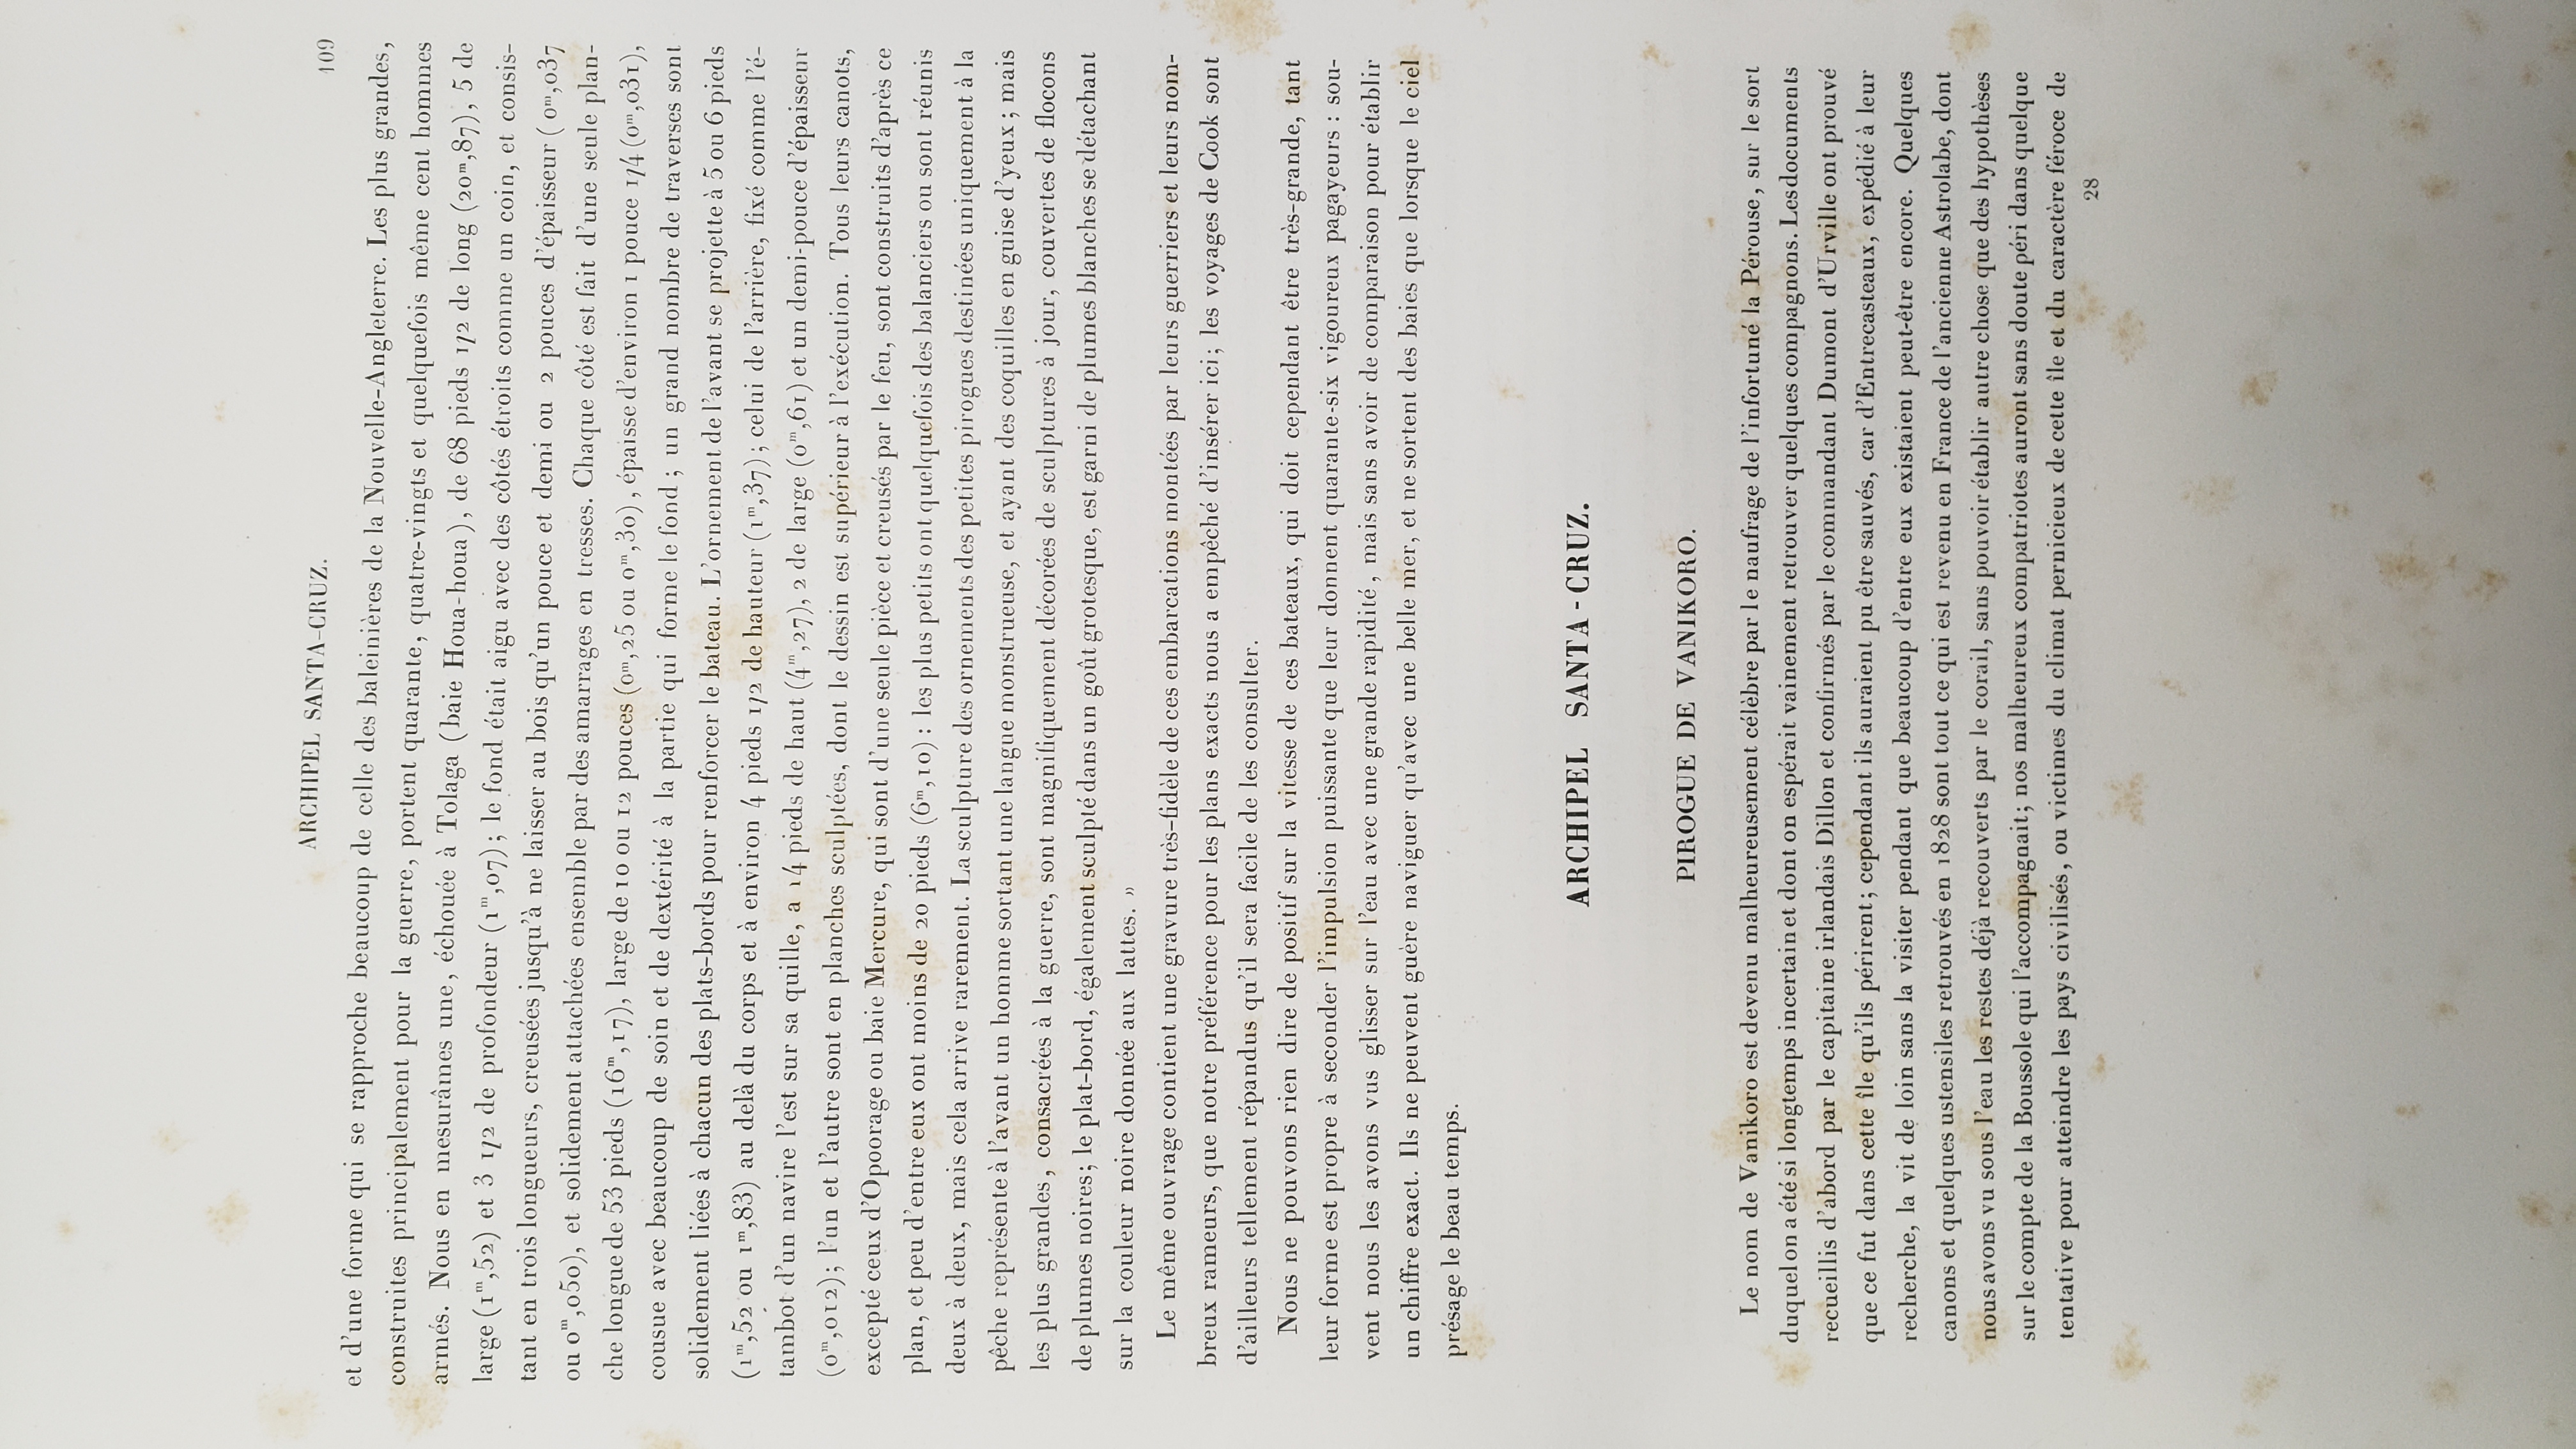 ARCHIPEL SANTA-CRUZ.
109
et d'une forme qui se rapproche beaucoup de celle des baleinières de la Nouvelle-Angleterre. Les plus grandes,
construites principalement pour la guerre, portent quarante, quatre-vingts et quelquefois même cent hommes
armés. Nous en mesurâmes une, échouée à Tolaga (baie Houa-houa), de 68 pieds 1/2 de long (20ᵐ,87), 5 de
large (1ᵐ,52) et 3 1/2 de profondeur (1ᵐ,07); le fond était aigu avec des côtés étroits comme un coin, et consis-
tant en trois longueurs, creusées jusqu'à ne laisser au bois qu'un pouce et demi ou 2 pouces d'épaisseur (0ᵐ,037
ou 0ᵐ,050), et solidement attachées ensemble par des amarrages en tresses. Chaque côté est fait d'une seule plan-
che longue de 53 pieds (16ᵐ,17), large de 10 ou 12 pouces (0ᵐ,25 ou 0ᵐ,30), épaisse d'environ 1 pouce 1/4 (0ᵐ,031),
cousue avec beaucoup de soin et de dextérité à la partie qui forme le fond; un grand nombre de traverses sont
solidement liées à chacun des plats-bords pour renforcer le bateau. L'ornement de l'avant se projette à 5 ou 6 pieds
(1ᵐ,52 ou 1ᵐ,83) au delà du corps et à environ 4 pieds 1/2 de hauteur (1ᵐ,37); celui de l'arrière, fixé comme l'é-
tambot d'un navire l'est sur sa quille, a 14 pieds de haut (4ᵐ,27), 2 de large (0ᵐ,61) et un demi-pouce d'épaisseur
(0ᵐ,012); l'un et l'autre sont en planches sculptées, dont le dessin est supérieur à l'exécution. Tous leurs canots,
excepté ceux d'Opoorage ou baie Mercure, qui sont d'une seule pièce et creusés par le feu, sont construits d'après ce
plan, et peu d'entre eux ont moins de 20 pieds (6ᵐ,10) : les plus petits ont quelquefois des balanciers ou sont réunis
deux à deux, mais cela arrive rarement. La sculpture des ornements des petites pirogues destinées uniquement à la
pêche représente à l'avant un homme sortant une langue monstrueuse, et ayant des coquilles en guise d'yeux; mais
les plus grandes, consacrées à la guerre, sont magnifiquement décorées de sculptures à jour, couvertes de flocons
de plumes noires; le plat-bord, également sculpté dans un goût grotesque, est garni de plumes blanches se détachant
sur la couleur noire donnée aux lattes. »
Le même ouvrage contient une gravure très-fidèle de ces embarcations montées par leurs guerriers et leurs nom-
breux rameurs, que notre préférence pour les plans exacts nous a empêché d'insérer ici; les voyages de Cook sont
d'ailleurs tellement répandus qu'il sera facile de les consulter.
Nous ne pouvons rien dire de positif sur la vitesse de ces bateaux, qui doit cependant être très-grande, tant
leur forme est propre à seconder l'impulsion puissante que leur donnent quarante-six vigoureux pagayeurs : sou-
vent nous les avons vus glisser sur l'eau avec une grande rapidité, mais sans avoir de comparaison pour établir
un chiffre exact. Ils ne peuvent guère naviguer qu'avec une belle mer, et ne sortent des baies que lorsque le ciel
présage le beau temps.
ARCHIPEL SANTA-CRUZ.
PIROGUE DE VANIKORO.
Le nom de Vanikoro est devenu malheureusement célèbre par le naufrage de l'infortuné la Pérouse, sur le sort
duquel on a été si longtemps incertain et dont on espérait vainement retrouver quelques compagnons. Les documents
recueillis d'abord par le capitaine irlandais Dillon et confirmés par le commandant Dumont d'Urville ont prouvé
que ce fut dans cette île qu'ils périrent; cependant ils auraient pu être sauvés, car d'Entrecasteaux, expédié à leur
recherche, la vit de loin sans la visiter pendant que beaucoup d'entre eux existaient peut-être encore. Quelques
canons et quelques ustensiles retrouvés en 1828 sont tout ce qui est revenu en France de l'ancienne Astrolabe, dont
nous avons vu sous l'eau les restes déjà recouverts par le corail, sans pouvoir établir autre chose que des hypothèses
sur le compte de la Boussole qui l'accompagnait; nos malheureux compatriotes auront sans doute péri dans quelque
tentative pour atteindre les pays civilisés, ou victimes du climat pernicieux de cette île et du caractère féroce de
28